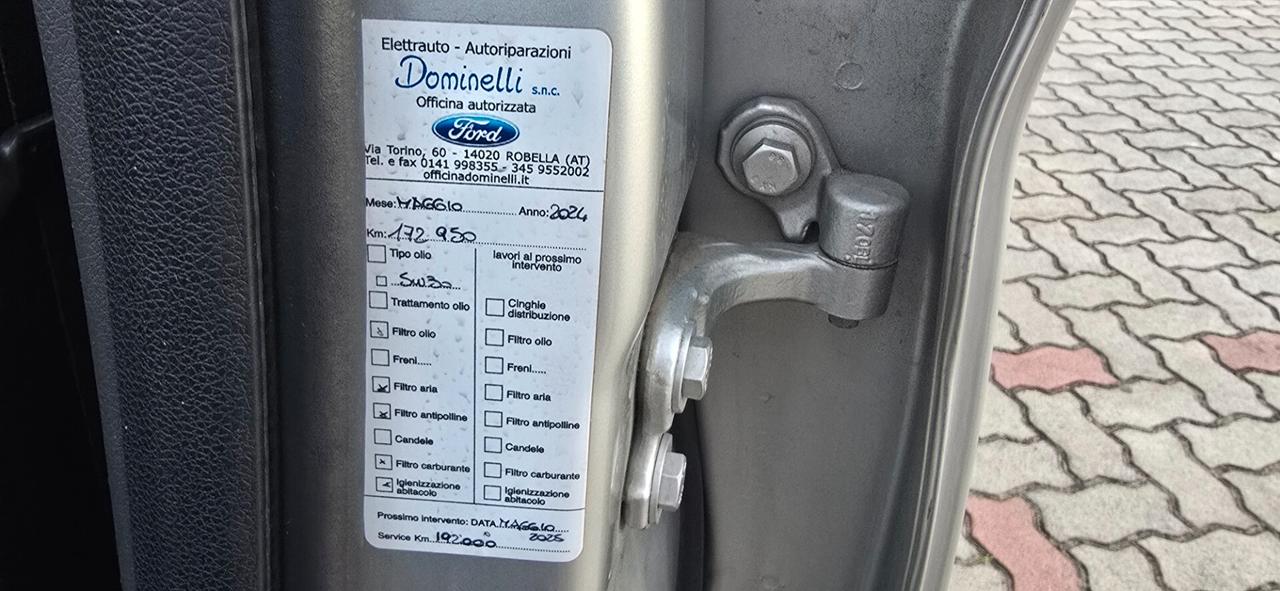 Elettrauto - Autoriparazioni
Dominelli s.n.c.
Officina autorizzata
Ford
Via Torino, 60 - 14020 ROBELLA (AT)
Tel. e fax 0141 998355 - 345 9552002
officinadominelli.it
Mese: MAGGIO Anno: 2024
Km: 172 950
Tipo olio
5W30
Trattamento olio
Filtro olio
Freni.....
Filtro aria
Filtro antipolline
Candele
Filtro carburante
Igienizzazione
abitacolo
lavori al prossimo
intervento
Cinghie
distribuzione
Filtro olio
Freni.....
Filtro aria
Filtro antipolline
Candele
Filtro carburante
Igienizzazione
abitacolo
Prossimo intervento: DATA MAGGIO
2025
Service Km. 192.000